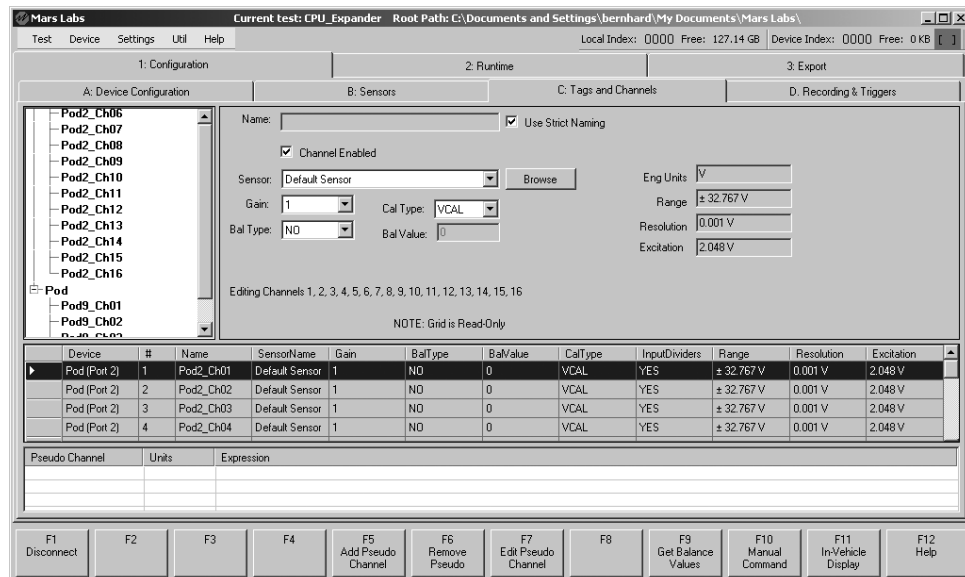 Mars Labs Current test: CPU_Expander Root Path: C:\Documents and Settings\bernhard\My Documents\Mars Labs\
Test Device Settings Util Help Local Index: 0000 Free: 127.14 GB Device Index: 0000 Free: 0 KB [ ]
1: Configuration 2: Runtime 3: Export
A: Device Configuration B: Sensors C: Tags and Channels D. Recording & Triggers
Pod2_Ch06
Pod2_Ch07
Pod2_Ch08
Pod2_Ch09
Pod2_Ch10
Pod2_Ch11
Pod2_Ch12
Pod2_Ch13
Pod2_Ch14
Pod2_Ch15
Pod2_Ch16
Pod
Pod9_Ch01
Pod9_Ch02
Name: Use Strict Naming
Channel Enabled
Sensor: Default Sensor Browse
Gain: 1 Cal Type: VCAL
Bal Type: NO Bal Value: 0
Eng Units V
Range ± 32.767 V
Resolution 0.001 V
Excitation 2.048 V
Editing Channels 1, 2, 3, 4, 5, 6, 7, 8, 9, 10, 11, 12, 13, 14, 15, 16
NOTE: Grid is Read-Only
Device # Name SensorName Gain BalType BalValue CalType InputDividers Range Resolution Excitation
Pod (Port 2) 1 Pod2_Ch01 Default Sensor 1 NO 0 VCAL YES ± 32.767 V 0.001 V 2.048 V
Pod (Port 2) 2 Pod2_Ch02 Default Sensor 1 NO 0 VCAL YES ± 32.767 V 0.001 V 2.048 V
Pod (Port 2) 3 Pod2_Ch03 Default Sensor 1 NO 0 VCAL YES ± 32.767 V 0.001 V 2.048 V
Pod (Port 2) 4 Pod2_Ch04 Default Sensor 1 NO 0 VCAL YES ± 32.767 V 0.001 V 2.048 V
Pseudo Channel Units Expression
F1 Disconnect
F2
F3
F4
F5 Add Pseudo Channel
F6 Remove Pseudo
F7 Edit Pseudo Channel
F8
F9 Get Balance Values
F10 Manual Command
F11 In-Vehicle Display
F12 Help